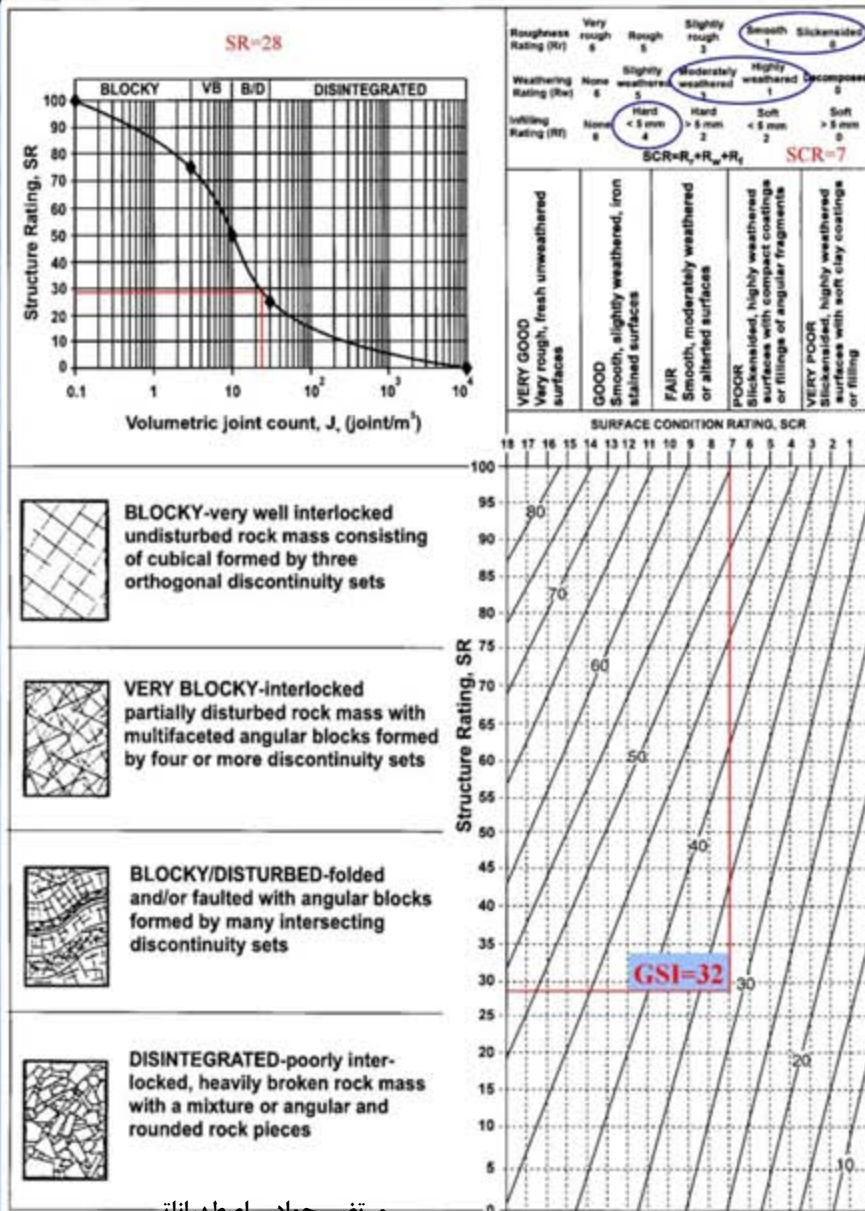 SR=28
BLOCKY VB B/D DISINTEGRATED
Structure Rating, SR
100
90
80
70
60
50
40
30
20
10
0
0.1 1 10 10² 10³ 10⁴
Volumetric joint count, Jv (joint/m³)
Roughness Rating (Rr)
Very rough 6
Rough 5
Slightly rough 3
Smooth 1
Slickensided 0
Weathering Rating (Rw)
None 6
Slightly weathered 5
Moderately weathered 3
Highly weathered 1
Decomposed 0
Infilling Rating (Rf)
None 6
Hard < 5 mm 4
Hard > 5 mm 2
Soft < 5 mm 2
Soft > 5 mm 0
SCR=Rr+Rw+Rf
SCR=7
VERY GOOD
Very rough, fresh unweathered
surfaces
GOOD
Smooth, slightly weathered, iron
stained surfaces
FAIR
Smooth, moderately weathered
or alterted surfaces
POOR
Slickensided, highly weathered
surfaces with compact coatings
or fillings of angular fragments
VERY POOR
Slickensided, highly weathered
surfaces with soft clay coatings
or filling
SURFACE CONDITION RATING, SCR
18 17 16 15 14 13 12 11 10 9 8 7 6 5 4 3 2 1
BLOCKY-very well interlocked
undisturbed rock mass consisting
of cubical formed by three
orthogonal discontinuity sets
VERY BLOCKY-interlocked
partially disturbed rock mass with
multifaceted angular blocks formed
by four or more discontinuity sets
BLOCKY/DISTURBED-folded
and/or faulted with angular blocks
formed by many intersecting
discontinuity sets
DISINTEGRATED-poorly inter-
locked, heavily broken rock mass
with a mixture or angular and
rounded rock pieces
Structure Rating, SR
100
95
90
85
80
75
70
65
60
55
50
45
40
35
30
25
20
15
10
5
0
80
70
60
50
40
30
20
10
GSI=32